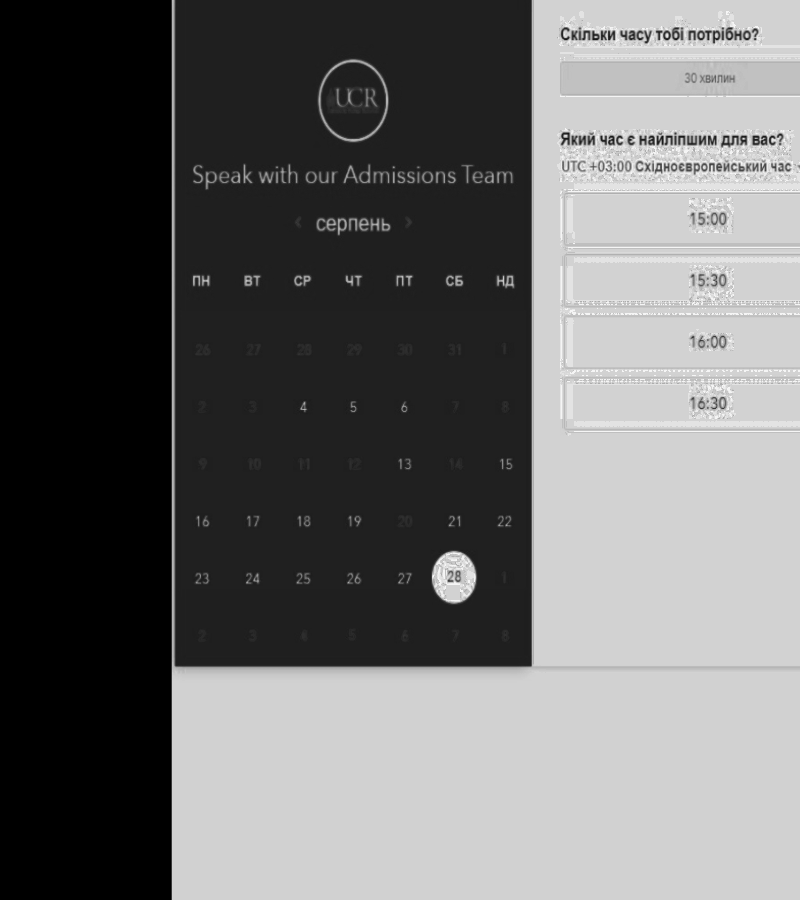 UCR
Speak with our Admissions Team
серпень
ПН ВТ СР ЧТ ПТ СБ НД
26 27 28 29 30 31 1
2 3 4 5 6 7 8
9 10 11 12 13 14 15
16 17 18 19 20 21 22
23 24 25 26 27 28 1
2 3 4 5 6 7 8
Скільки часу тобі потрібно?
30 хвилин
Який час є найліпшим для вас?
UTC +03:00 Східноєвропейський час
15:00
15:30
16:00
16:30